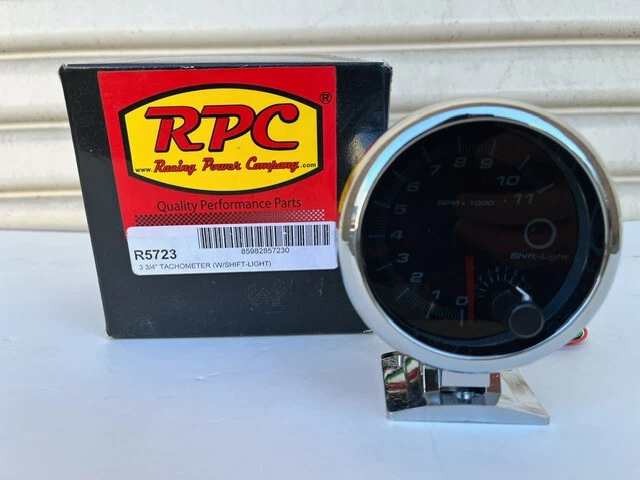 RPC®
Racing Power Company.com
Quality Performance Parts
R5723
85982857230
3 3/4" TACHOMETER (W/SHIFT-LIGHT)
8 9
7 10
6 RPM x 1000 11
5
4
3 Shift-Light
2
1 0